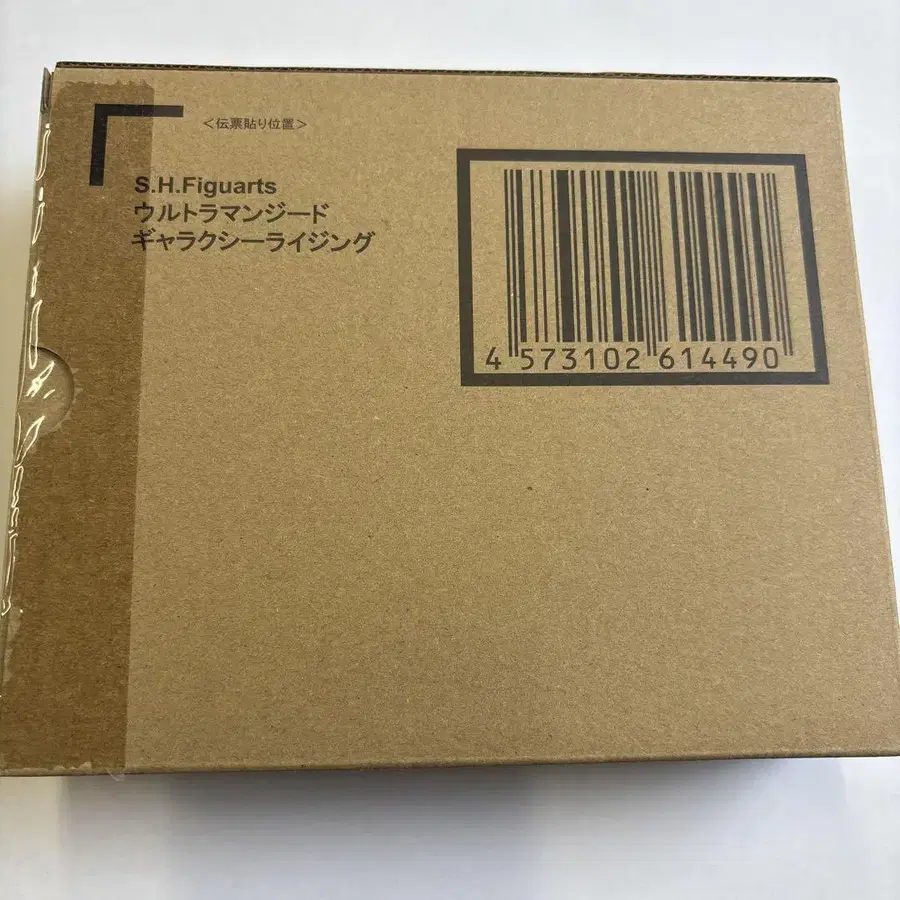 <伝票貼り位置>
S.H.Figuarts
ウルトラマンジード
ギャラクシーライジング
4 573102 614490